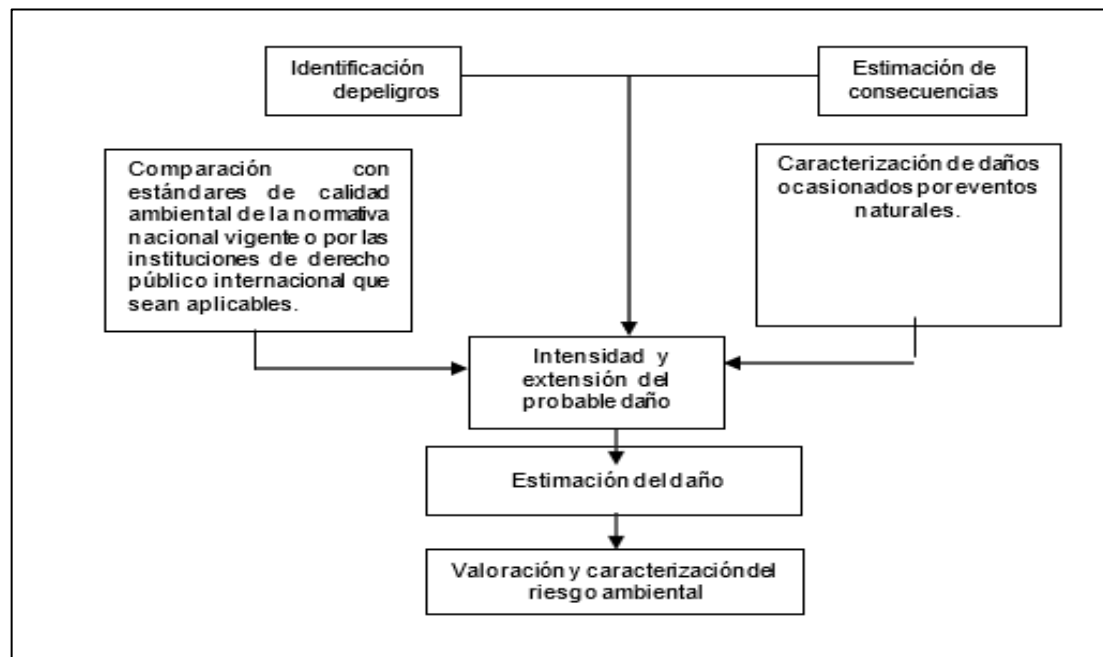 Identificación
depeligros
Estimación de
consecuencias
Comparación con
estándares de calidad
ambiental de la normativa
nacional vigente o por las
instituciones de derecho
público internacional que
sean aplicables.
Caracterización de daños
ocasionados por eventos
naturales.
Intensidad y
extensión del
probable daño
Estimación del daño
Valoración y caracterización del
riesgo ambiental